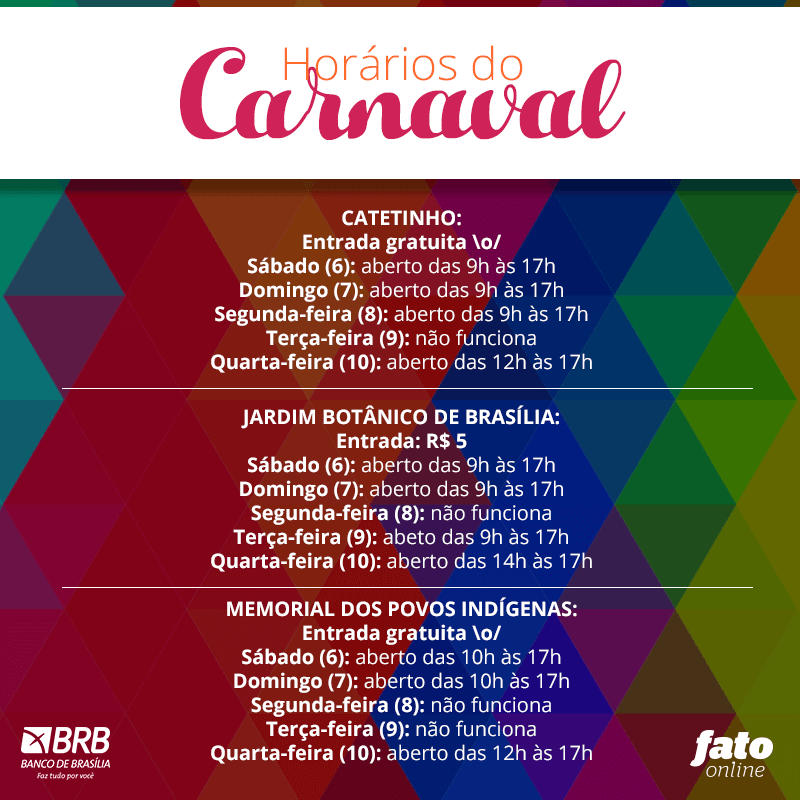 Horários do
Carnaval
CATETINHO:
Entrada gratuita \o/
Sábado (6): aberto das 9h às 17h
Domingo (7): aberto das 9h às 17h
Segunda-feira (8): aberto das 9h às 17h
Terça-feira (9): não funciona
Quarta-feira (10): aberto das 12h às 17h
JARDIM BOTÂNICO DE BRASÍLIA:
Entrada: R$ 5
Sábado (6): aberto das 9h às 17h
Domingo (7): aberto das 9h às 17h
Segunda-feira (8): não funciona
Terça-feira (9): abeto das 9h às 17h
Quarta-feira (10): aberto das 14h às 17h
MEMORIAL DOS POVOS INDÍGENAS:
Entrada gratuita \o/
Sábado (6): aberto das 10h às 17h
Domingo (7): aberto das 10h às 17h
Segunda-feira (8): não funciona
Terça-feira (9): não funciona
Quarta-feira (10): aberto das 12h às 17h
BRB
BANCO DE BRASÍLIA
Faz tudo por você
fato
online